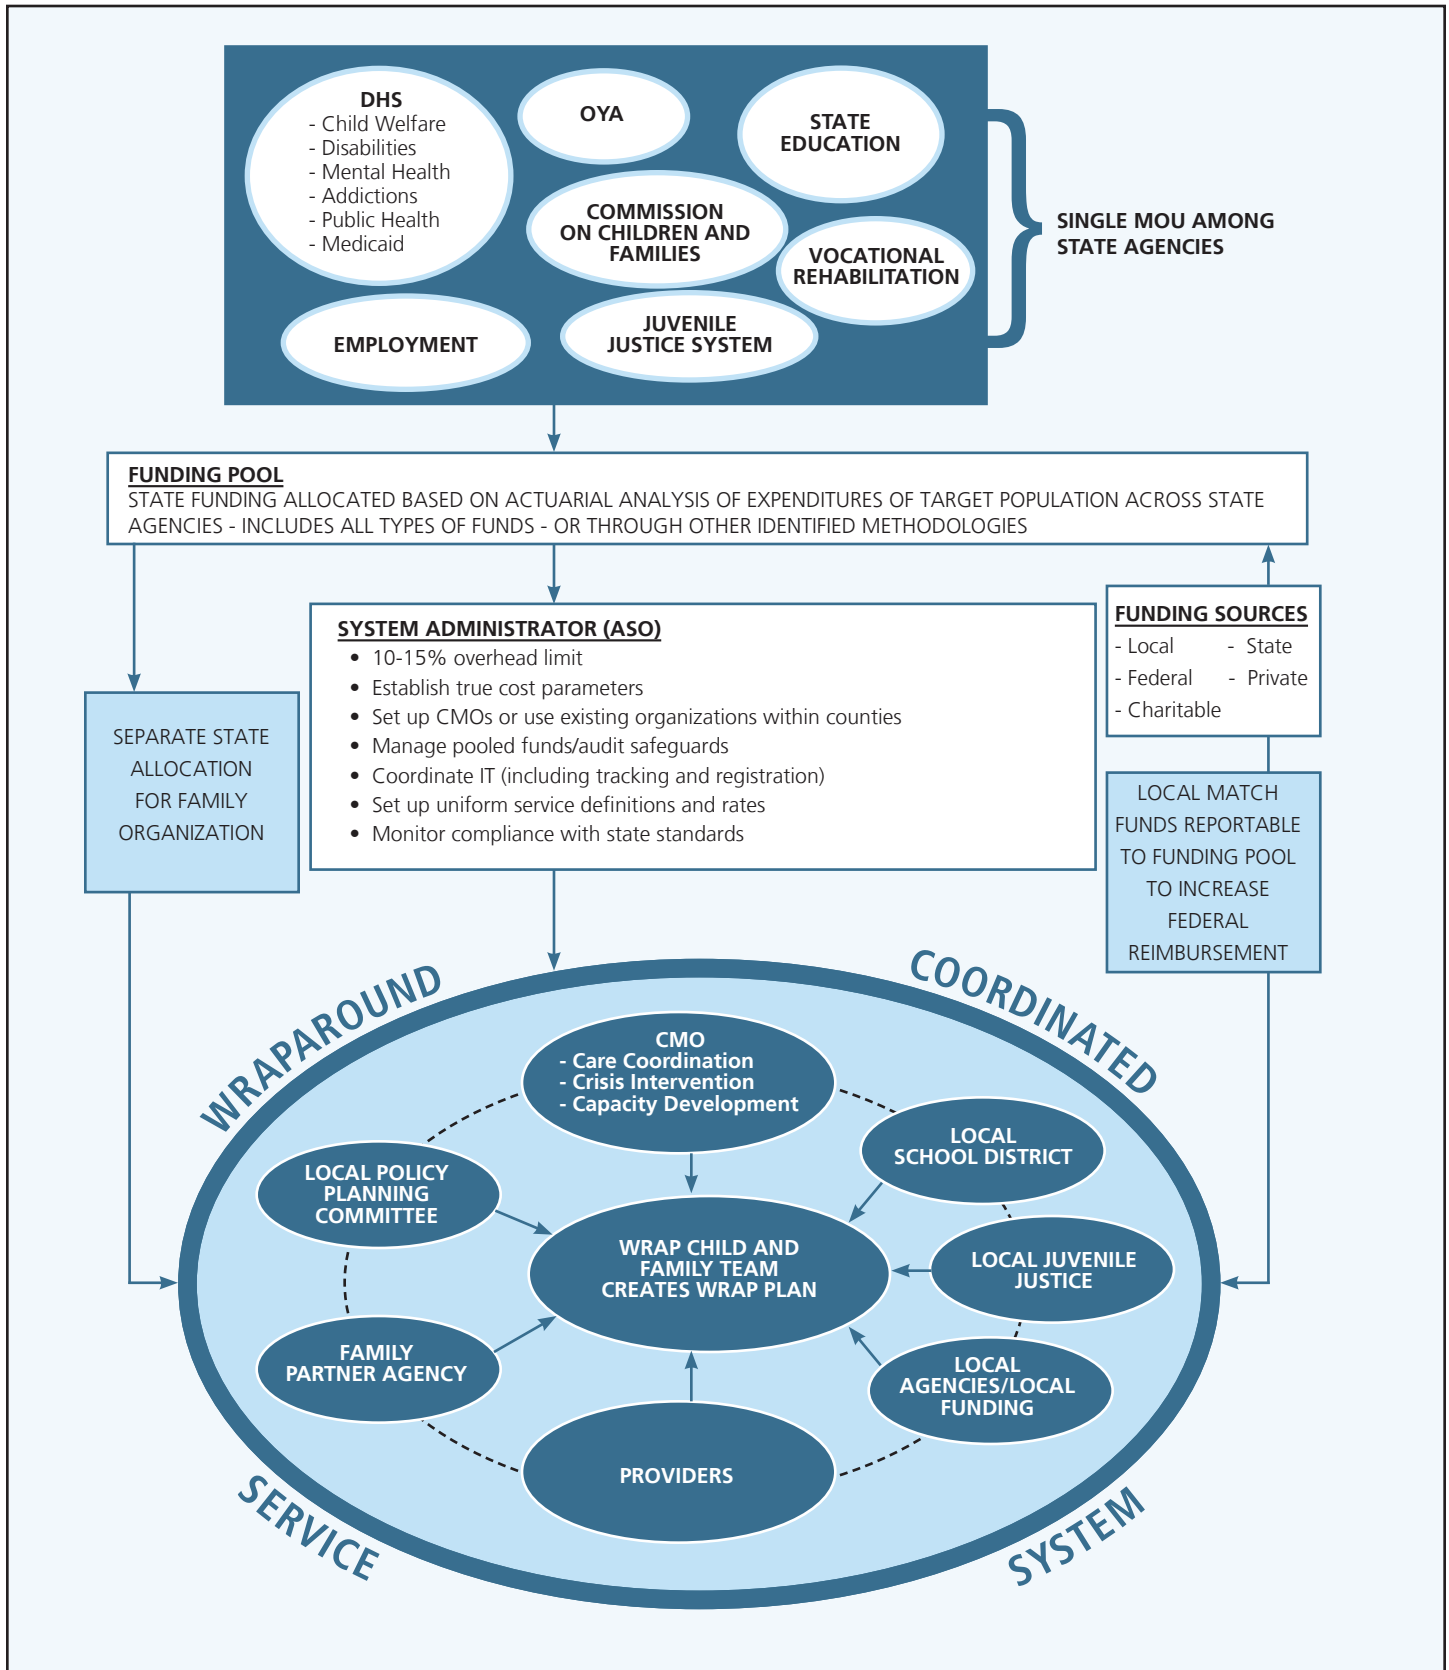 DHS
- Child Welfare
- Disabilities
- Mental Health
- Addictions
- Public Health
- Medicaid
OYA
STATE
EDUCATION
COMMISSION
ON CHILDREN AND
FAMILIES
VOCATIONAL
REHABILITATION
EMPLOYMENT
JUVENILE
JUSTICE SYSTEM
SINGLE MOU AMONG
STATE AGENCIES
FUNDING POOL
STATE FUNDING ALLOCATED BASED ON ACTUARIAL ANALYSIS OF EXPENDITURES OF TARGET POPULATION ACROSS STATE
AGENCIES - INCLUDES ALL TYPES OF FUNDS - OR THROUGH OTHER IDENTIFIED METHODOLOGIES
SEPARATE STATE
ALLOCATION
FOR FAMILY
ORGANIZATION
SYSTEM ADMINISTRATOR (ASO)
• 10-15% overhead limit
• Establish true cost parameters
• Set up CMOs or use existing organizations within counties
• Manage pooled funds/audit safeguards
• Coordinate IT (including tracking and registration)
• Set up uniform service definitions and rates
• Monitor compliance with state standards
FUNDING SOURCES
- Local - State
- Federal - Private
- Charitable
LOCAL MATCH
FUNDS REPORTABLE
TO FUNDING POOL
TO INCREASE
FEDERAL
REIMBURSEMENT
WRAPAROUND
COORDINATED
CMO
- Care Coordination
- Crisis Intervention
- Capacity Development
LOCAL
SCHOOL DISTRICT
LOCAL POLICY
PLANNING
COMMITTEE
WRAP CHILD AND
FAMILY TEAM
CREATES WRAP PLAN
LOCAL JUVENILE
JUSTICE
FAMILY
PARTNER AGENCY
LOCAL
AGENCIES/LOCAL
FUNDING
PROVIDERS
SERVICE
SYSTEM